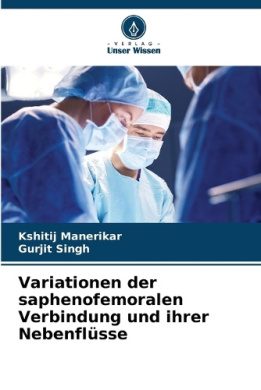 VERLAG
Unser Wissen
Kshitij Manerikar
Gurjit Singh
Variationen der
saphenofemoralen
Verbindung und ihrer
Nebenflüsse